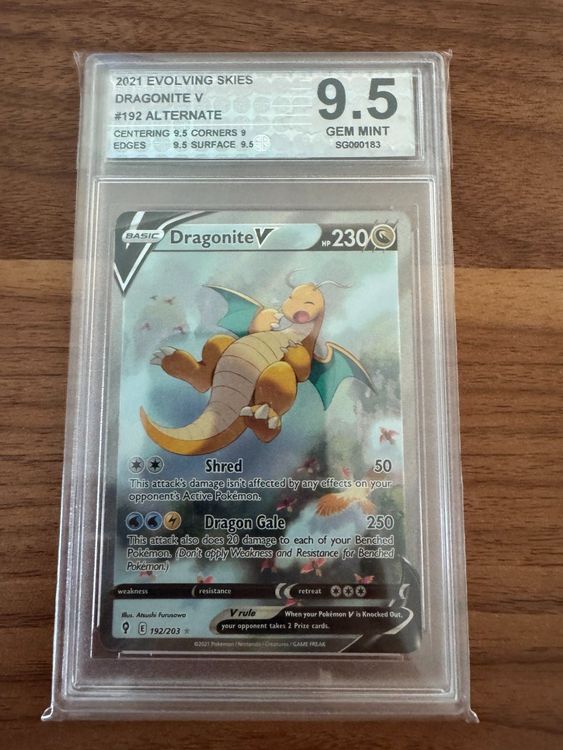 2021 EVOLVING SKIES
DRAGONITE V
#192 ALTERNATE
CENTERING 9.5 CORNERS 9
EDGES 9.5 SURFACE 9.5
9.5
GEM MINT
SG000183
BASIC Dragonite V HP 230
Shred 50
This attack's damage isn't affected by any effects on your
opponent's Active Pokémon.
Dragon Gale 250
This attack also does 20 damage to each of your Benched
Pokémon. (Don't apply Weakness and Resistance for Benched
Pokémon.)
weakness resistance retreat
Illus. Atsushi Furusawa
V rule When your Pokémon V is Knocked Out,
your opponent takes 2 Prize cards.
E 192/203
©2021 Pokémon / Nintendo / Creatures / GAME FREAK